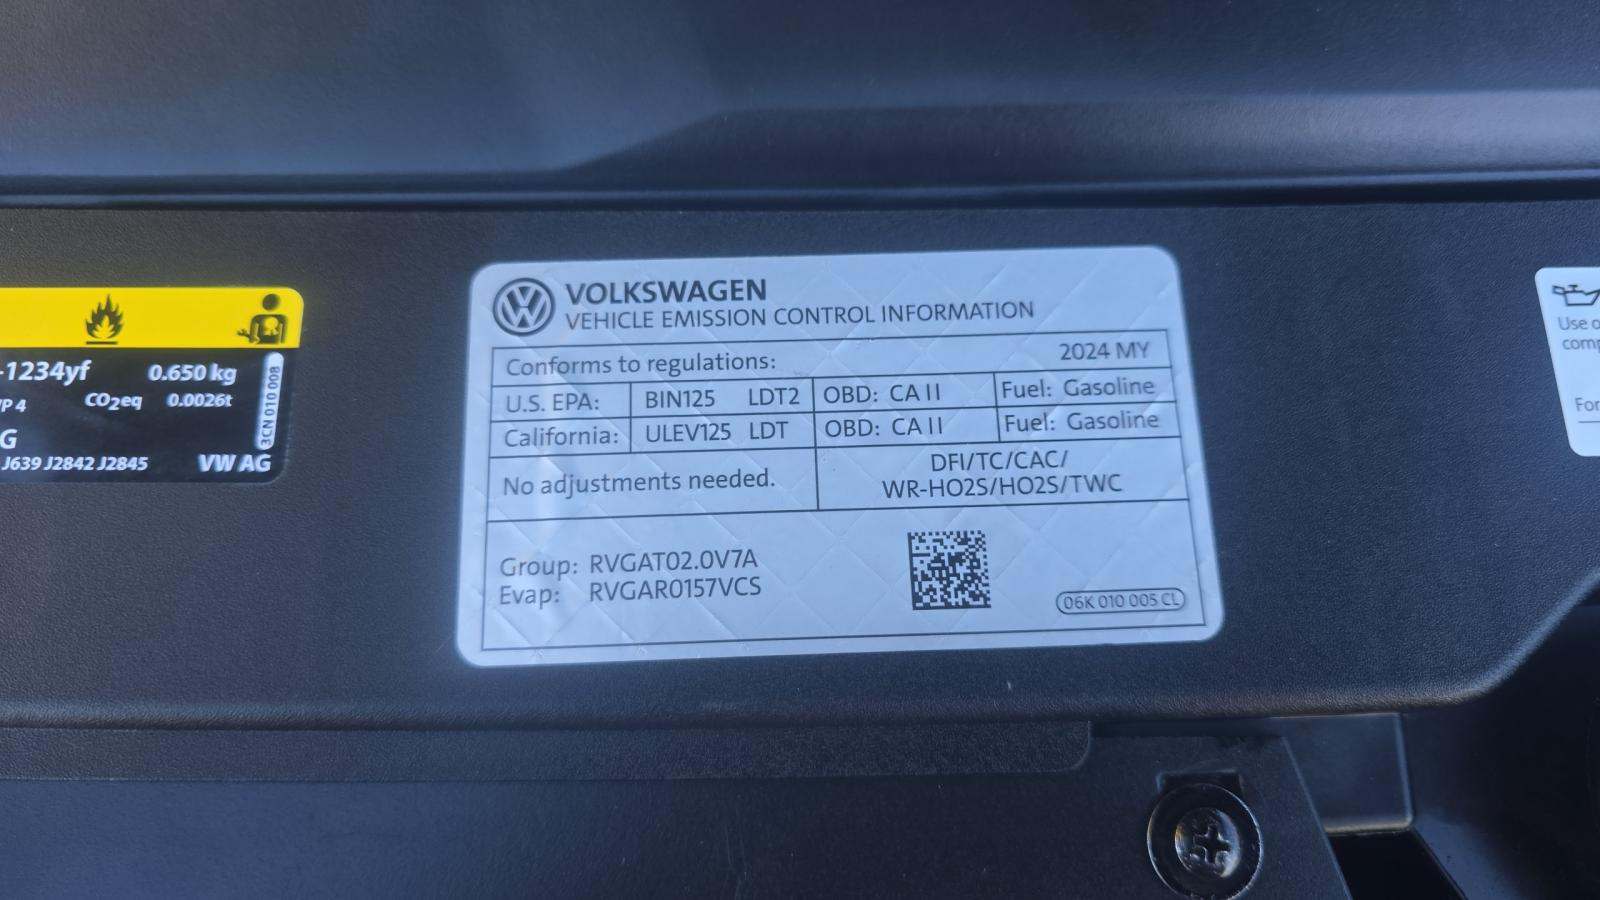 -1234yf 0.650 kg
CO2eq 0.0026t
G
J639 J2842 J2845 VW AG
3CN 010 008
VOLKSWAGEN
VEHICLE EMISSION CONTROL INFORMATION
Conforms to regulations: 2024 MY
U.S. EPA: BIN125 LDT2 OBD: CA II Fuel: Gasoline
California: ULEV125 LDT OBD: CA II Fuel: Gasoline
No adjustments needed.
DFI/TC/CAC/
WR-HO2S/HO2S/TWC
Group: RVGAT02.0V7A
Evap: RVGAR0157VCS
06K 010 005 CL
Use
For